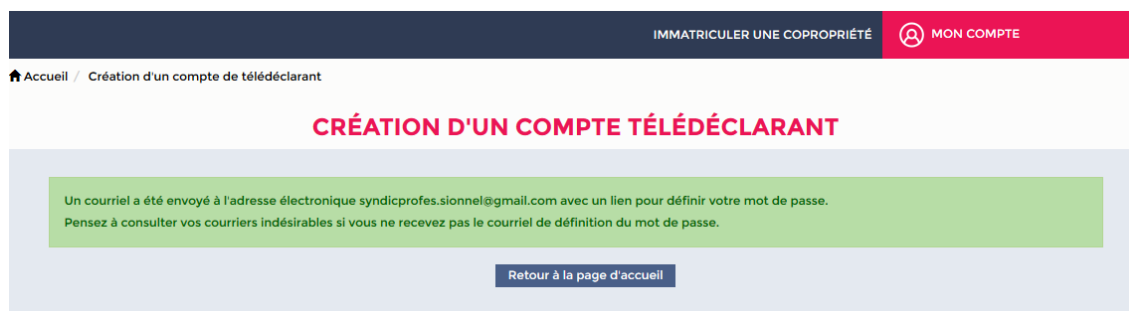 IMMATRICULER UNE COPROPRIÉTÉ MON COMPTE
Accueil / Création d'un compte de télédéclarant
CRÉATION D'UN COMPTE TÉLÉDÉCLARANT
Un courriel a été envoyé à l'adresse électronique syndicprofes.sionnel@gmail.com avec un lien pour définir votre mot de passe.
Pensez à consulter vos courriers indésirables si vous ne recevez pas le courriel de définition du mot de passe.
Retour à la page d'accueil